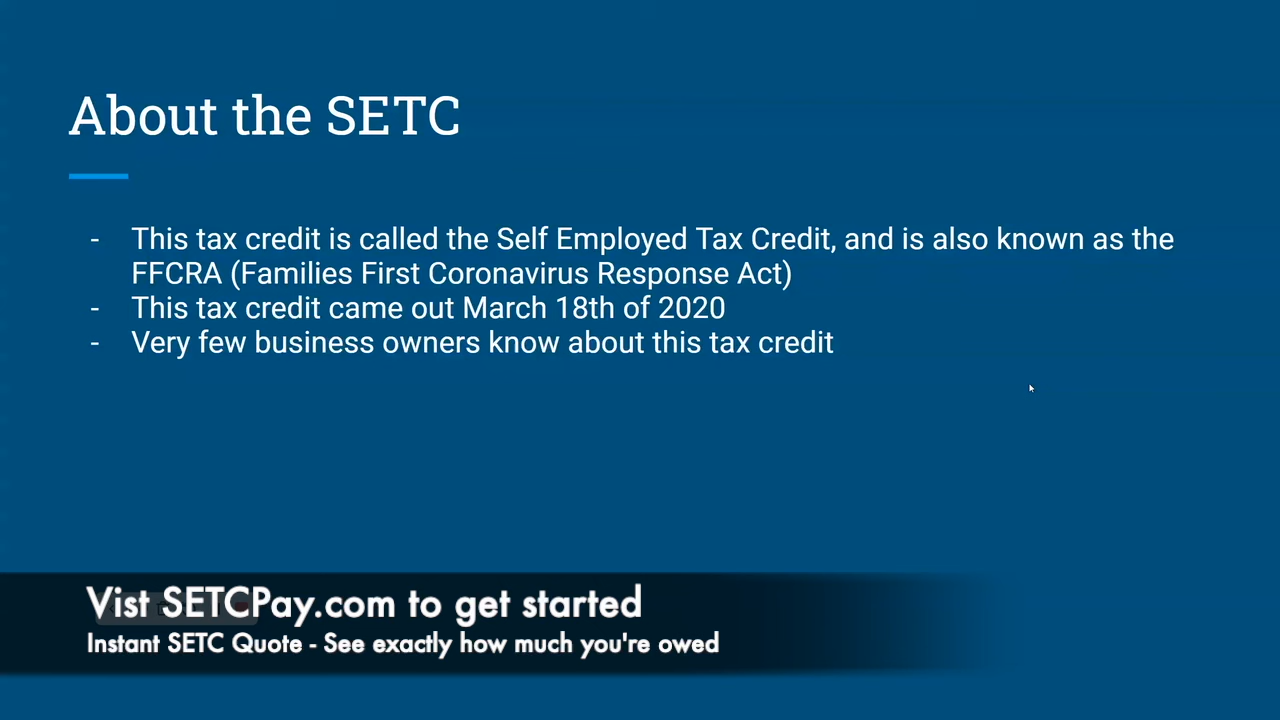 About the SETC
- This tax credit is called the Self Employed Tax Credit, and is also known as the
FFCRA (Families First Coronavirus Response Act)
- This tax credit came out March 18th of 2020
- Very few business owners know about this tax credit
Vist SETCPay.com to get started
Instant SETC Quote - See exactly how much you're owed